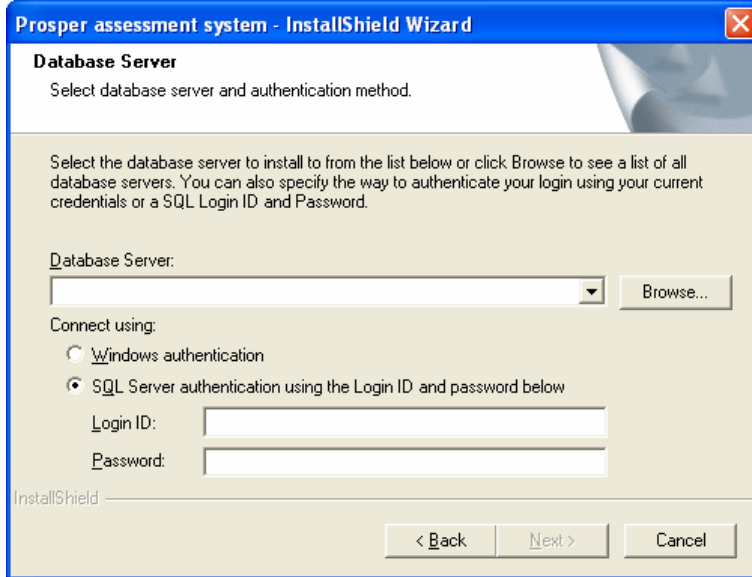 Prosper assessment system - InstallShield Wizard
Database Server
Select database server and authentication method.
Select the database server to install to from the list below or click Browse to see a list of all
database servers. You can also specify the way to authenticate your login using your current
credentials or a SQL Login ID and Password.
Database Server:
Browse...
Connect using:
Windows authentication
SQL Server authentication using the Login ID and password below
Login ID:
Password:
InstallShield
< Back Next > Cancel